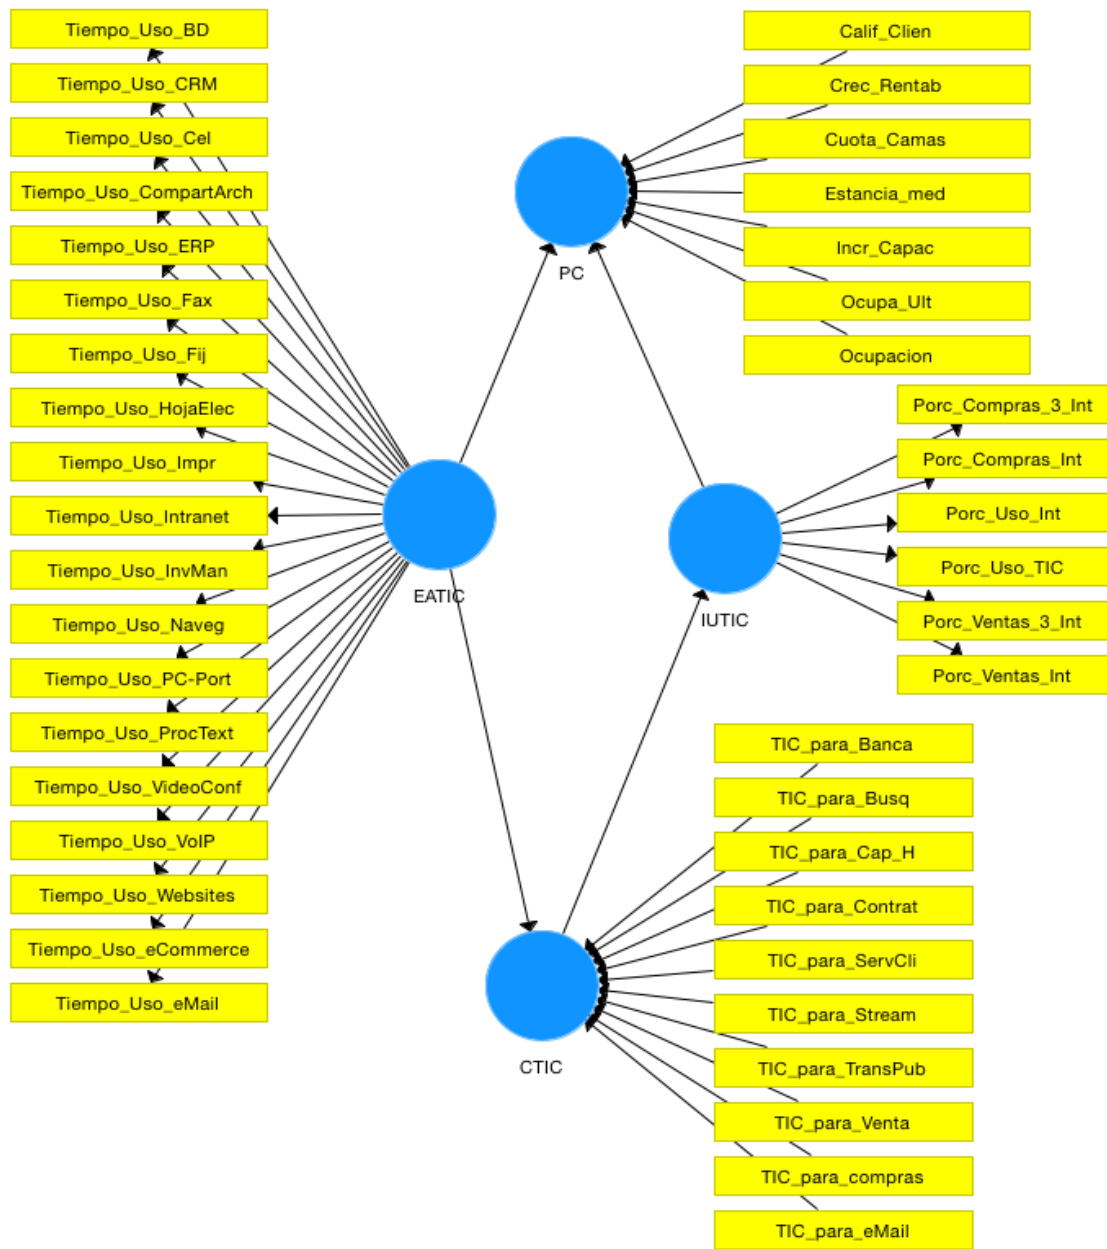 Tiempo_Uso_BD
Tiempo_Uso_CRM
Tiempo_Uso_Cel
Tiempo_Uso_CompartArch
Tiempo_Uso_ERP
Tiempo_Uso_Fax
Tiempo_Uso_Fij
Tiempo_Uso_HojaElec
Tiempo_Uso_Impr
Tiempo_Uso_Intranet
Tiempo_Uso_InvMan
Tiempo_Uso_Naveg
Tiempo_Uso_PC-Port
Tiempo_Uso_ProcText
Tiempo_Uso_VideoConf
Tiempo_Uso_VoIP
Tiempo_Uso_Websites
Tiempo_Uso_eCommerce
Tiempo_Uso_eMail
EATIC
PC
CTIC
IUTIC
Calif_Clien
Crec_Rentab
Cuota_Camas
Estancia_med
Incr_Capac
Ocupa_Ult
Ocupacion
Porc_Compras_3_Int
Porc_Compras_Int
Porc_Uso_Int
Porc_Uso_TIC
Porc_Ventas_3_Int
Porc_Ventas_Int
TIC_para_Banca
TIC_para_Busq
TIC_para_Cap_H
TIC_para_Contrat
TIC_para_ServCli
TIC_para_Stream
TIC_para_TransPub
TIC_para_Venta
TIC_para_compras
TIC_para_eMail